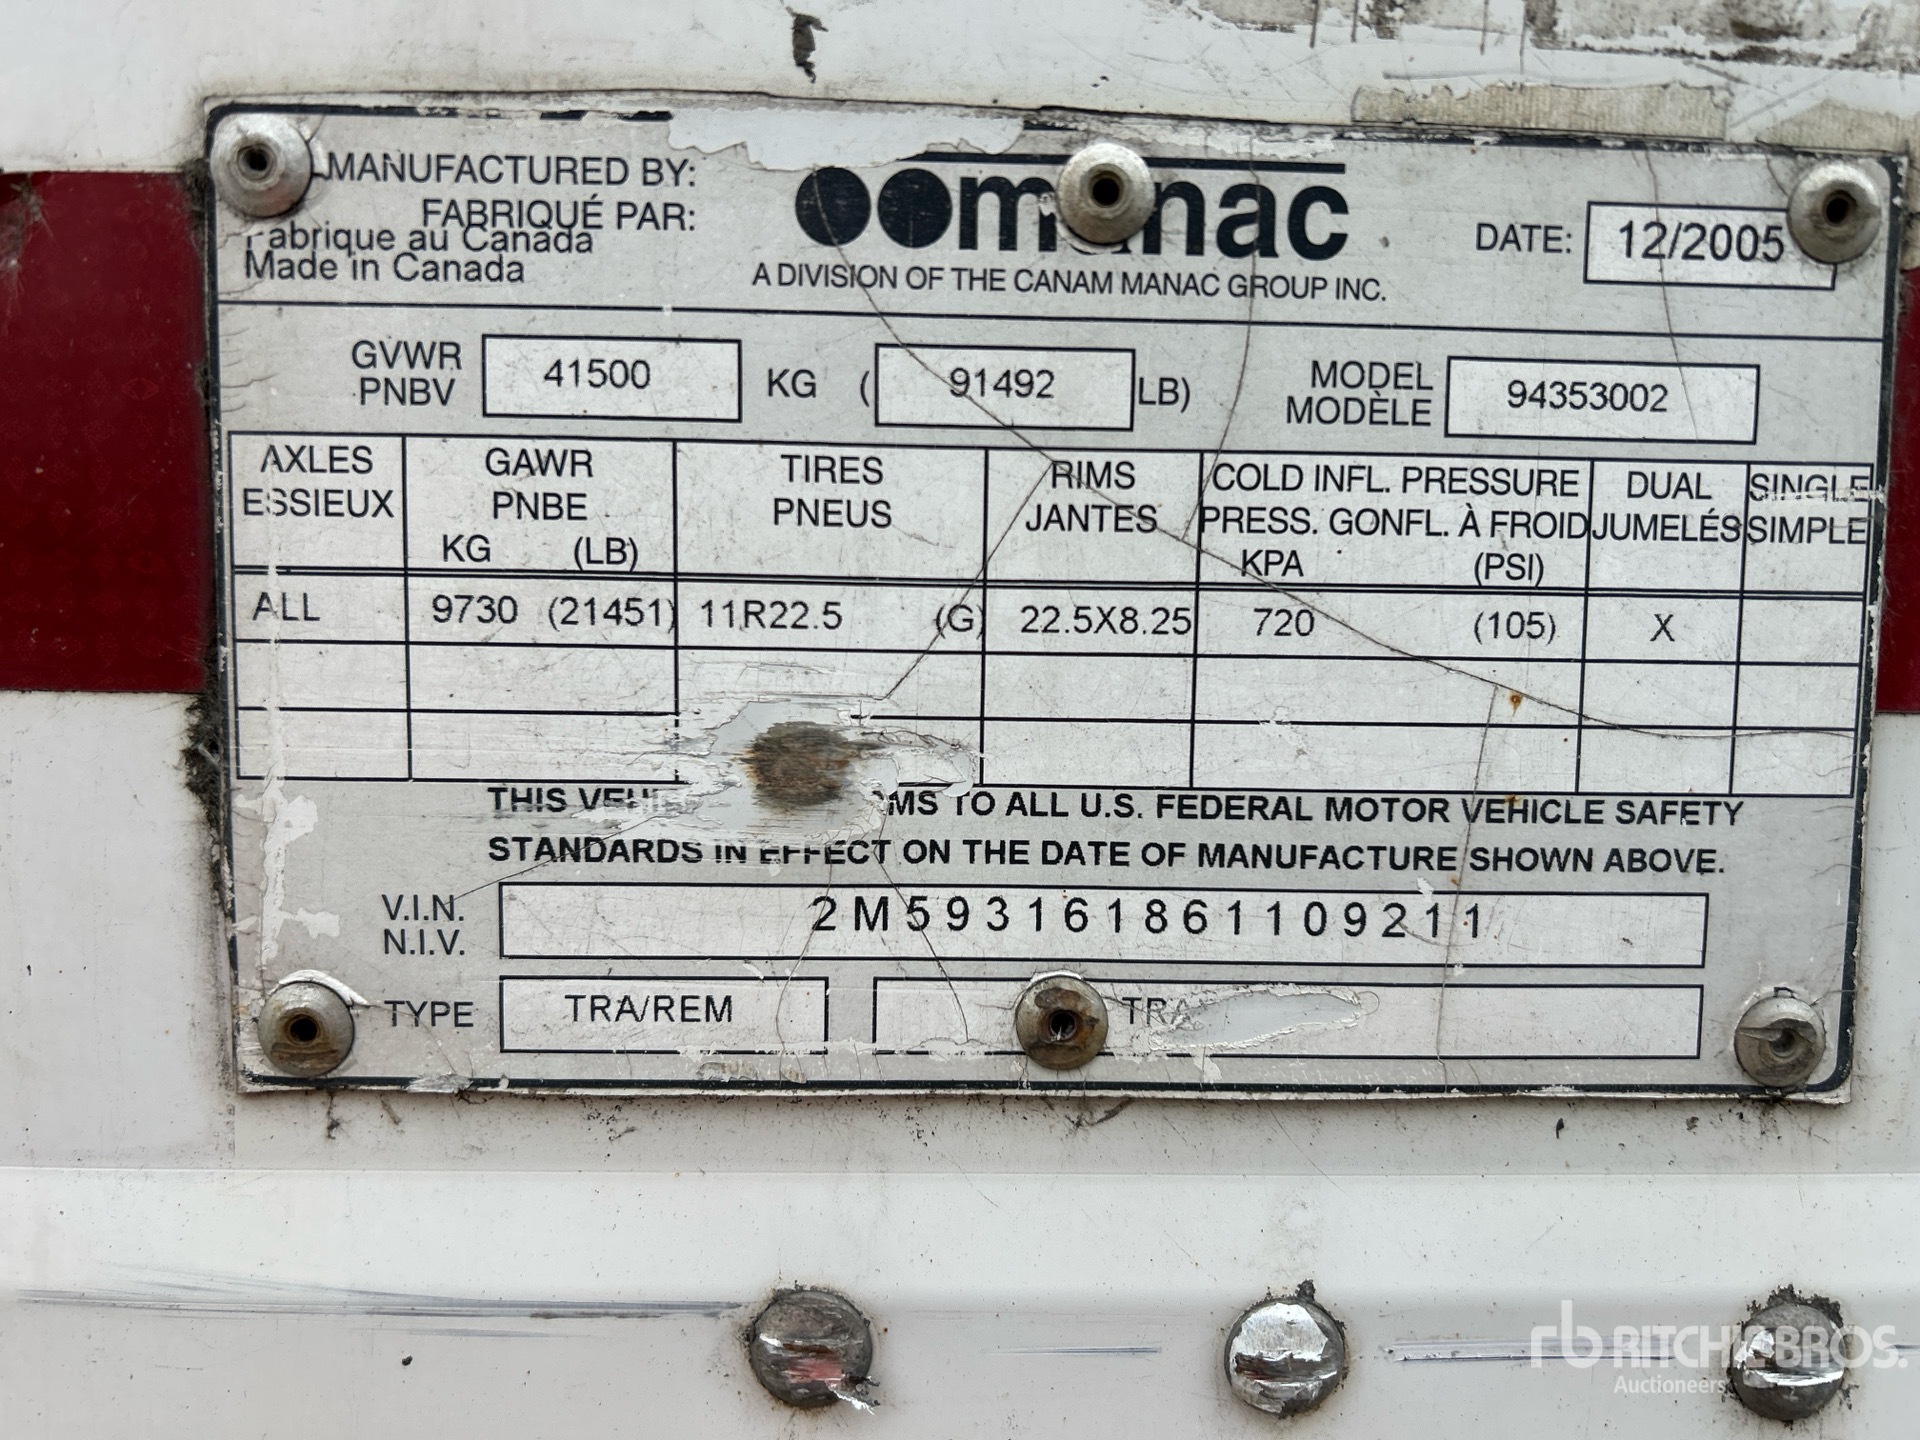 MANUFACTURED BY:
FABRIQUÉ PAR:
Fabrique au Canada
Made in Canada
manac
A DIVISION OF THE CANAM MANAC GROUP INC.
DATE: 12/2005
GVWR
PNBV
41500 KG ( 91492 LB)
MODEL
MODÈLE
94353002
AXLES
ESSIEUX
GAWR
PNBE
KG (LB)
TIRES
PNEUS
RIMS
JANTES
COLD INFL. PRESSURE
PRESS. GONFL. À FROID
KPA (PSI)
DUAL
JUMELÉS
SINGLE
SIMPLE
ALL 9730 (21451) 11R22.5 (G) 22.5X8.25 720 (105) X
THIS TO ALL U.S. FEDERAL MOTOR VEHICLE SAFETY
STANDARDS IN EFFECT ON THE DATE OF MANUFACTURE SHOWN ABOVE.
V.I.N.
N.I.V.
2M593161861109211
TYPE TRA/REM
rb RITCHIE BROS.
Auctioneers